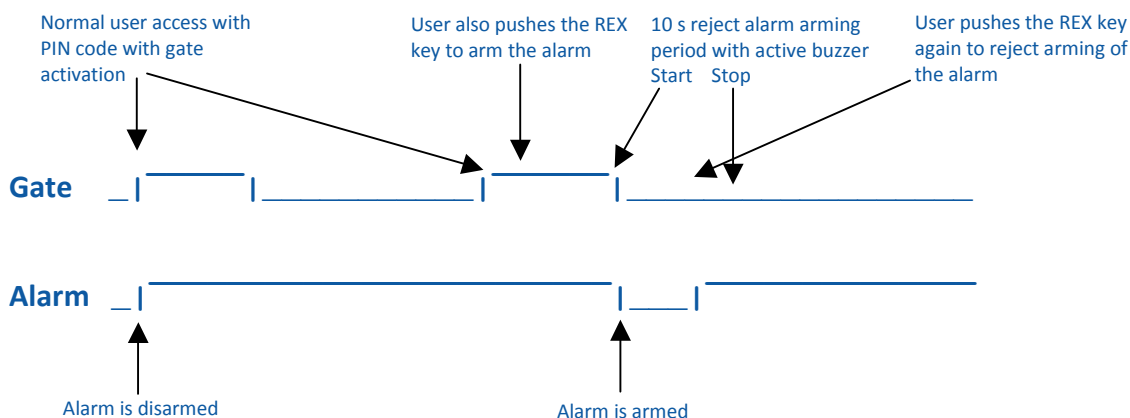 Normal user access with
PIN code with gate
activation
User also pushes the REX
key to arm the alarm
10 s reject alarm arming
period with active buzzer
Start Stop
User pushes the REX key
again to reject arming of
the alarm
Gate
Alarm
Alarm is disarmed
Alarm is armed